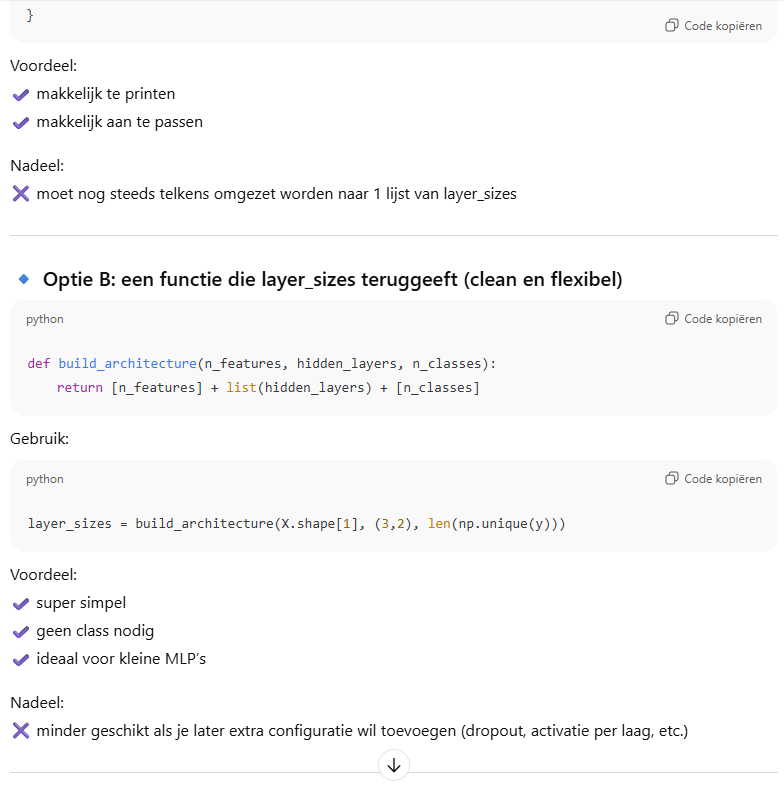 }
Code kopiëren
Voordeel:
✔ makkelijk te printen
✔ makkelijk aan te passen
Nadeel:
✖ moet nog steeds telkens omgezet worden naar 1 lijst van layer_sizes
🔹 Optie B: een functie die layer_sizes teruggeeft (clean en flexibel)
python
Code kopiëren
def build_architecture(n_features, hidden_layers, n_classes):
    return [n_features] + list(hidden_layers) + [n_classes]
Gebruik:
python
Code kopiëren
layer_sizes = build_architecture(X.shape[1], (3,2), len(np.unique(y)))
Voordeel:
✔ super simpel
✔ geen class nodig
✔ ideaal voor kleine MLP's
Nadeel:
✖ minder geschikt als je later extra configuratie wil toevoegen (dropout, activatie per laag, etc.)